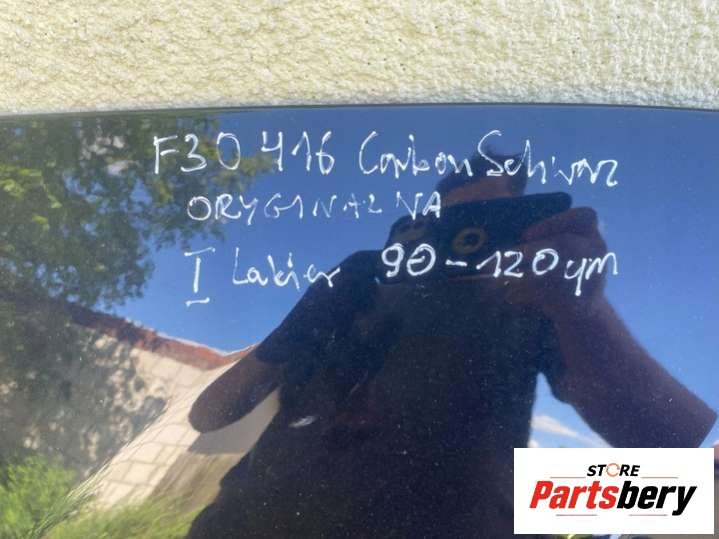 F30 416 Carbon Schwarz
ORYGINALNA
I Lakier 90-120 µm
STORE
Partsbery